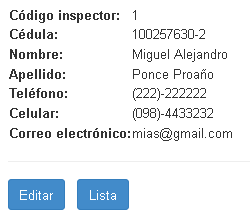 Código inspector: 1
Cédula: 100257630-2
Nombre: Miguel Alejandro
Apellido: Ponce Proaño
Teléfono: (222)-222222
Celular: (098)-4433232
Correo electrónico: mias@gmail.com
Editar Lista